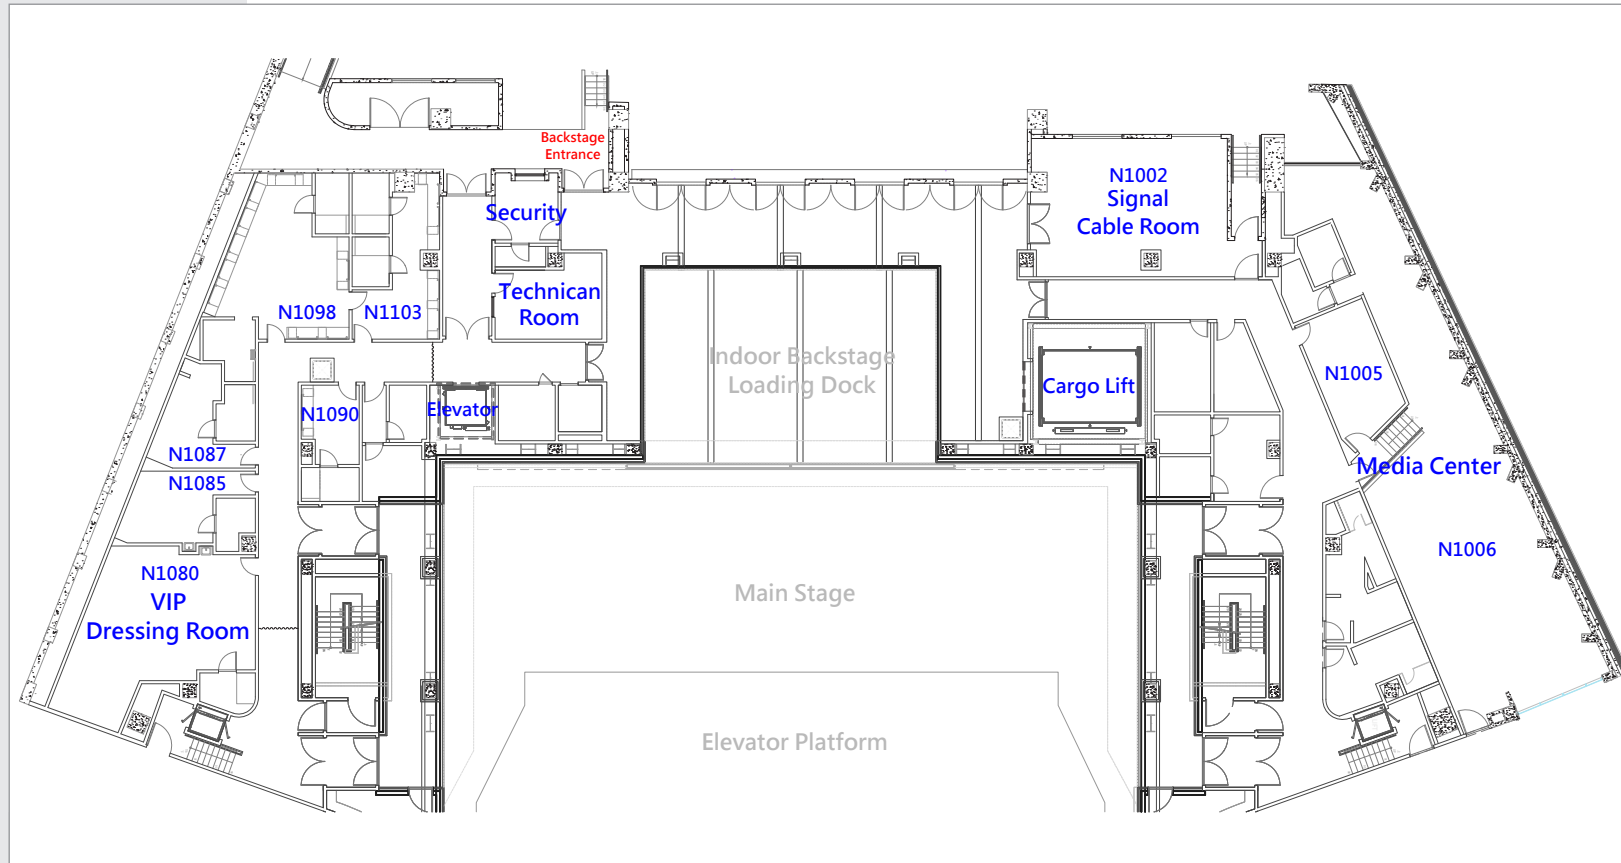 Backstage
Entrance
N1002
Signal
Cable Room
Security
Technican
Room
N1098
N1103
Indoor Backstage
Loading Dock
Cargo Lift
N1005
N1090
Elevator
N1087
N1085
Media Center
N1006
N1080
VIP
Dressing Room
Main Stage
Elevator Platform